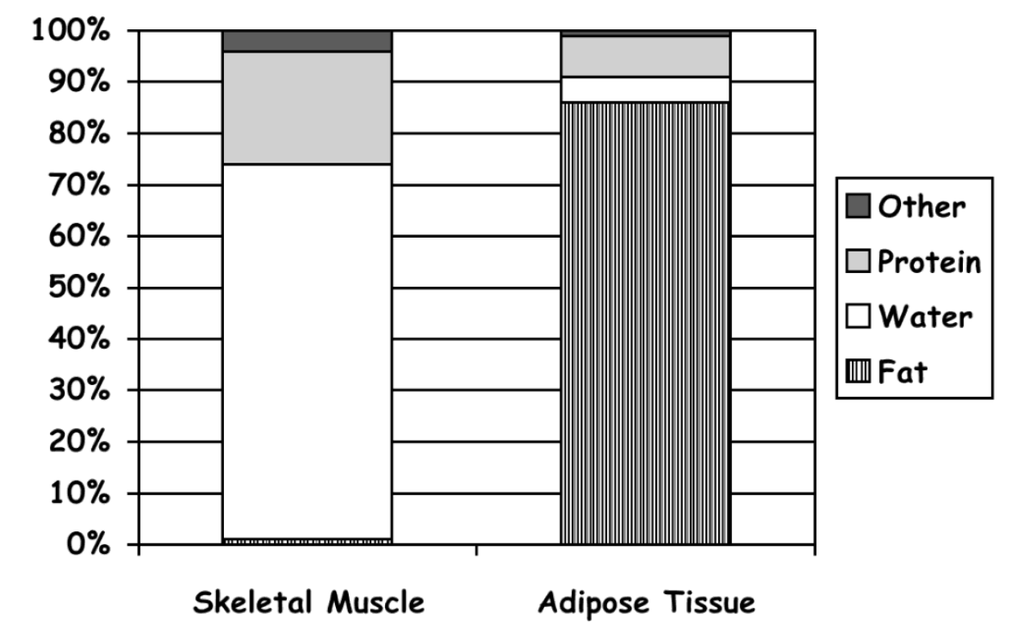 100%
90%
80%
70%
60%
50%
40%
30%
20%
10%
0%
Skeletal Muscle
Adipose Tissue
Other
Protein
Water
Fat